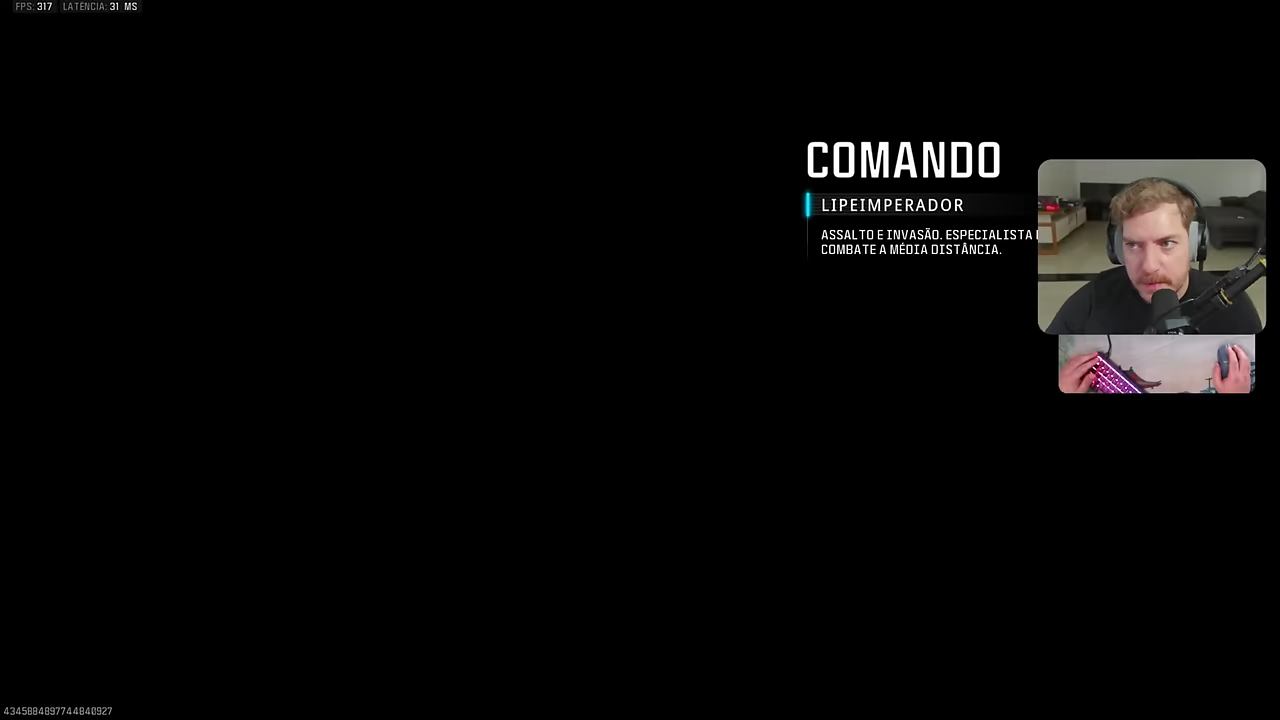 FPS: 317 LATÊNCIA: 31 MS
COMANDO
LIPEIMPERADOR
ASSALTO E INVASÃO. ESPECIALISTA
COMBATE A MÉDIA DISTÂNCIA.
4345884897744840927